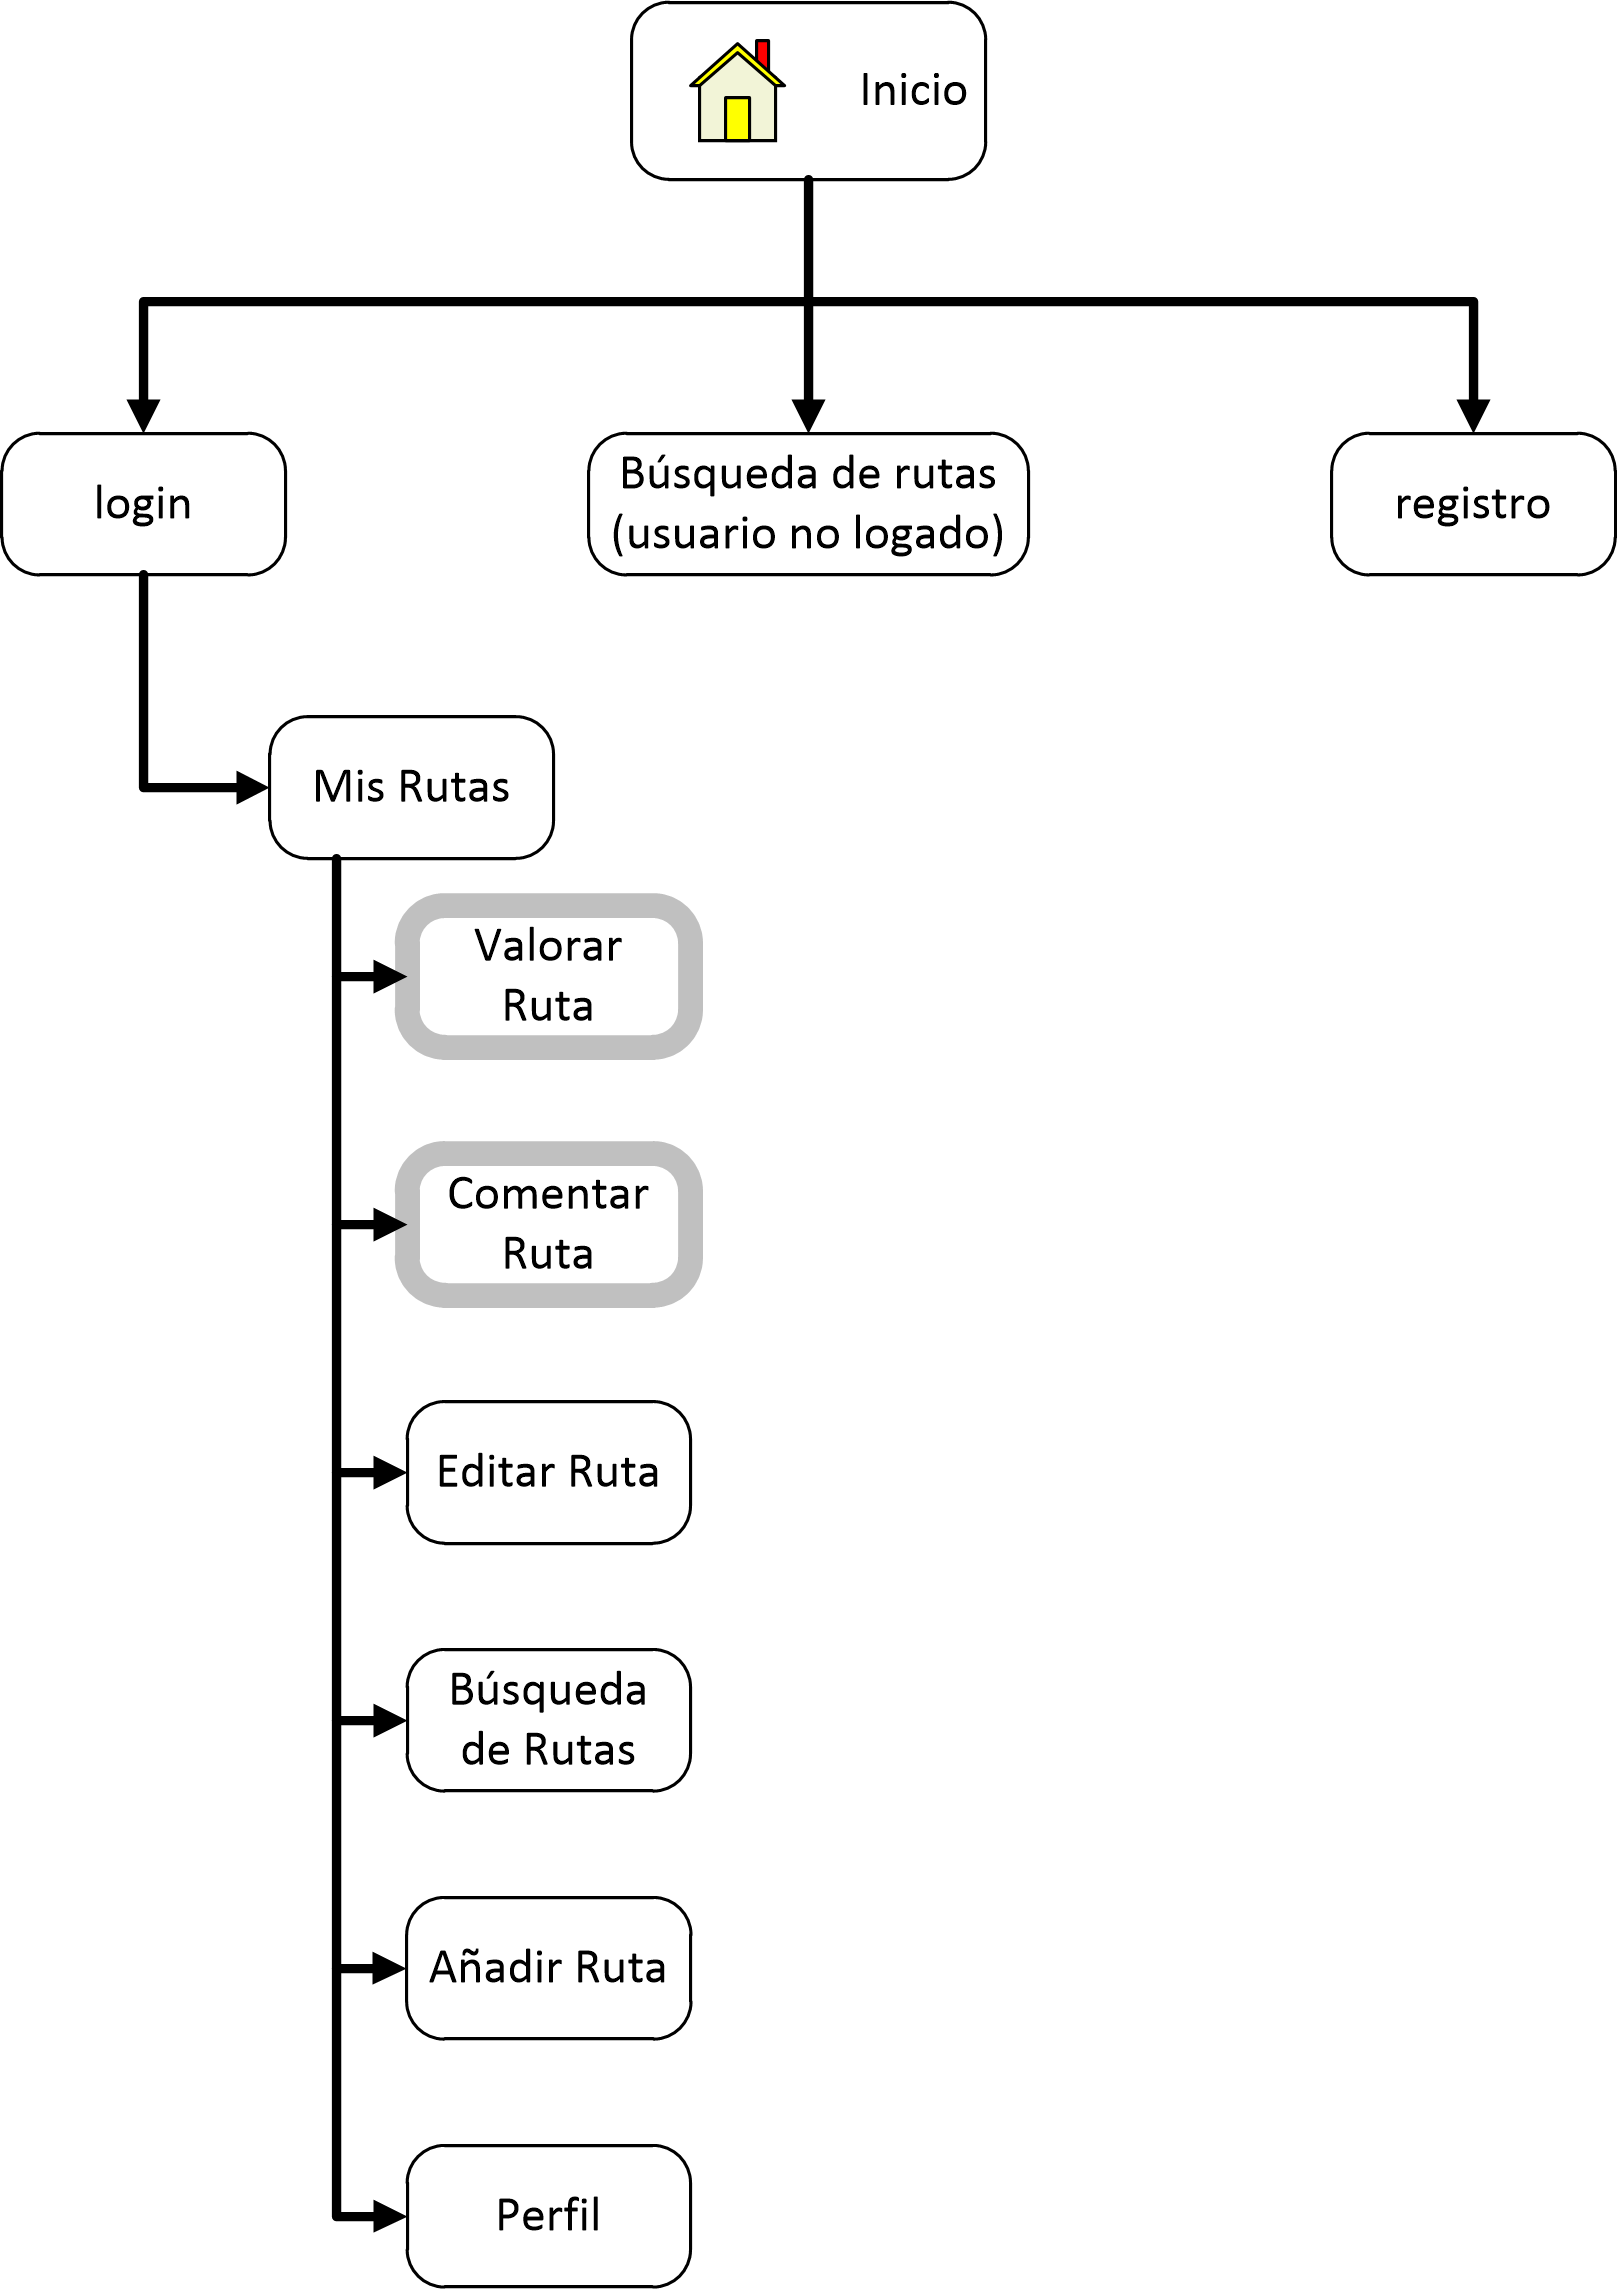 Inicio
login
Búsqueda de rutas
(usuario no logado)
registro
Mis Rutas
Valorar
Ruta
Comentar
Ruta
Editar Ruta
Búsqueda
de Rutas
Añadir Ruta
Perfil